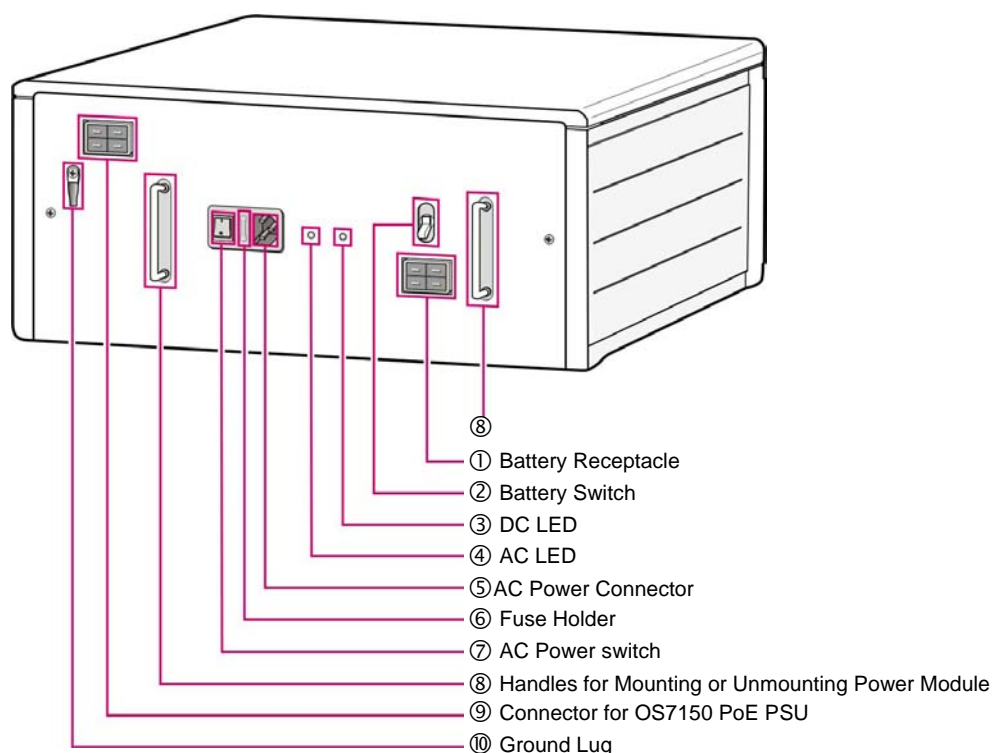 ⑧
① Battery Receptacle
② Battery Switch
③ DC LED
④ AC LED
⑤AC Power Connector
⑥ Fuse Holder
⑦ AC Power switch
⑧ Handles for Mounting or Unmounting Power Module
⑨ Connector for OS7150 PoE PSU
⑩ Ground Lug